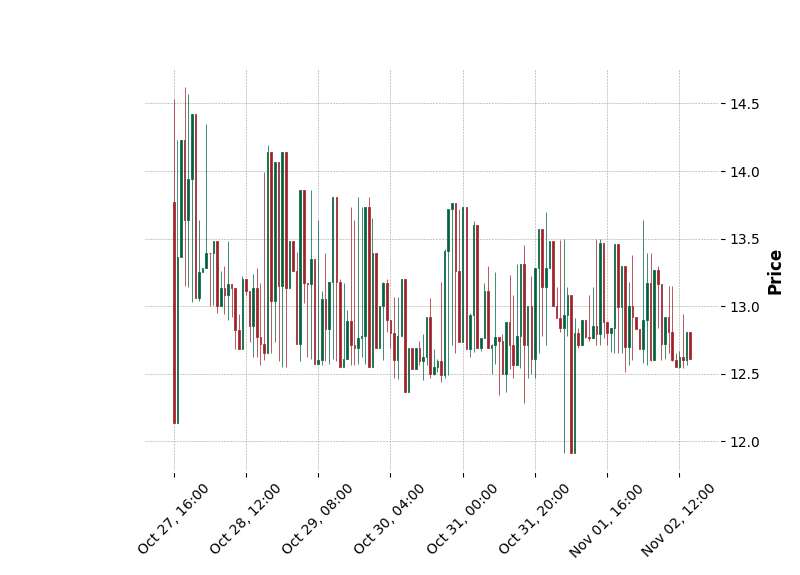 14.5
14.0
13.5
13.0
12.5
12.0
Price
Oct 27, 16:00
Oct 28, 12:00
Oct 29, 08:00
Oct 30, 04:00
Oct 31, 00:00
Oct 31, 20:00
Nov 01, 16:00
Nov 02, 12:00